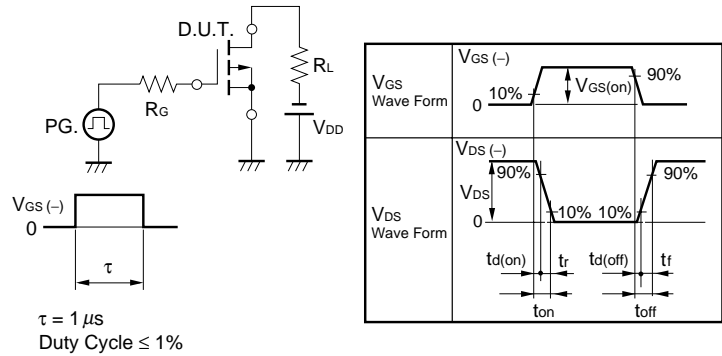 D.U.T.
RL
RG
PG.
VDD
VGS (−)
0
τ
τ = 1 μs
Duty Cycle ≤ 1%
VGS
Wave Form
VGS (−)
10%
0
VGS(on)
90%
VDS
Wave Form
VDS (−)
90%
VDS
0
10% 10%
90%
td(on) tr td(off) tf
ton toff